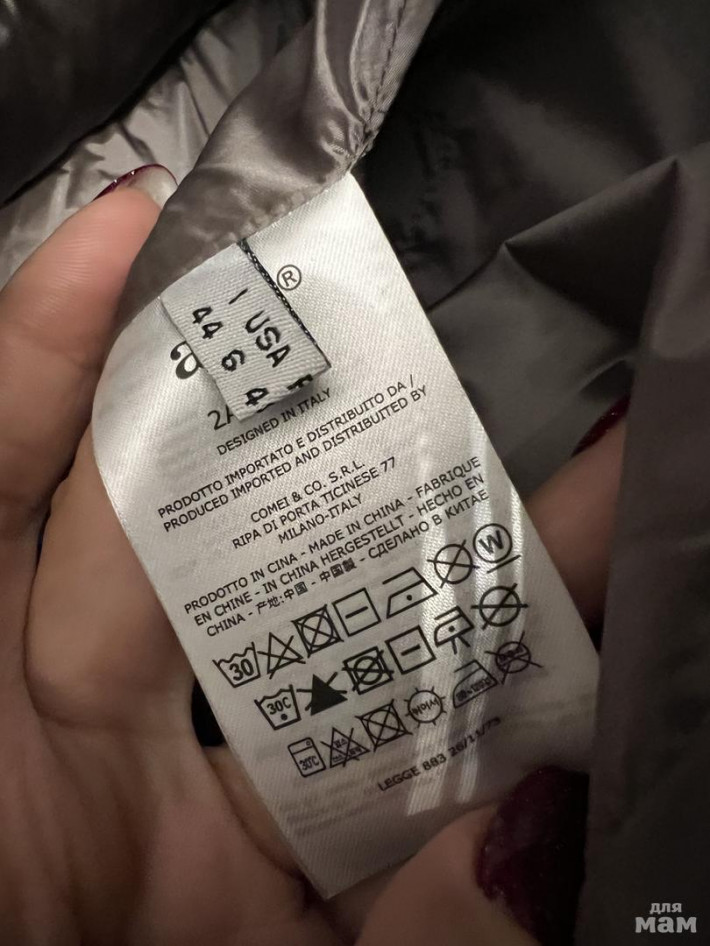 ®
I USA
44 6 4
DESIGNED IN ITALY
PRODOTTO IMPORTATO E DISTRIBUITO DA /
PRODUCED IMPORTED AND DISTRIBUTED BY
COMEI & CO. S.R.L.
RIPA DI PORTA TICINESE 77
MILANO-ITALY
PRODOTTO IN CINA - MADE IN CHINA - FABRIQUE
EN CHINE - IN CHINA HERGESTELLT - HECHO EN
CHINA - 产地:中国 - 中国製 - СДЕЛАНО В КИТАЕ
30 W
30C
30°C
LEGGE 883 26/11/73
для
мам